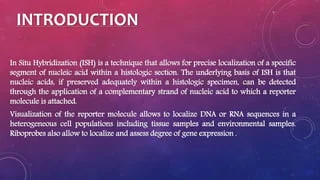 INTRODUCTION
In Situ Hybridization (ISH) is a technique that allows for precise localization of a specific
segment of nucleic acid within a histologic section. The underlying basis of ISH is that
nucleic acids, if preserved adequately within a histologic specimen, can be detected
through the application of a complementary strand of nucleic acid to which a reporter
molecule is attached.
Visualization of the reporter molecule allows to localize DNA or RNA sequences in a
heterogeneous cell populations including tissue samples and environmental samples.
Riboprobes also allow to localize and assess degree of gene expression .